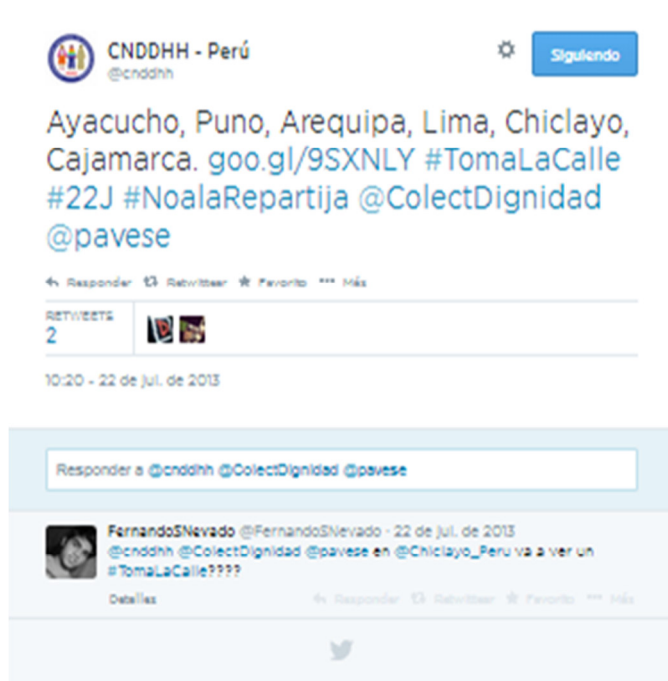 CNDDHH - Perú
@cnddhh
Siguiendo
Ayacucho, Puno, Arequipa, Lima, Chiclayo,
Cajamarca. goo.gl/9SXNLY #TomaLaCalle
#22J #NoalaRepartija @ColectDignidad
@pavese
Responder Retwittear Favorito Más
RETWEETS
2
10:20 - 22 de jul. de 2013
Responder a @cnddhh @ColectDignidad @pavese
FernandoSNevado @FernandoSNevado · 22 de jul. de 2013
@cnddhh @ColectDignidad @pavese en @Chiclayo_Peru va a ver un
#TomaLaCalle????
Detalles
Responder Retwittear Favorito Más